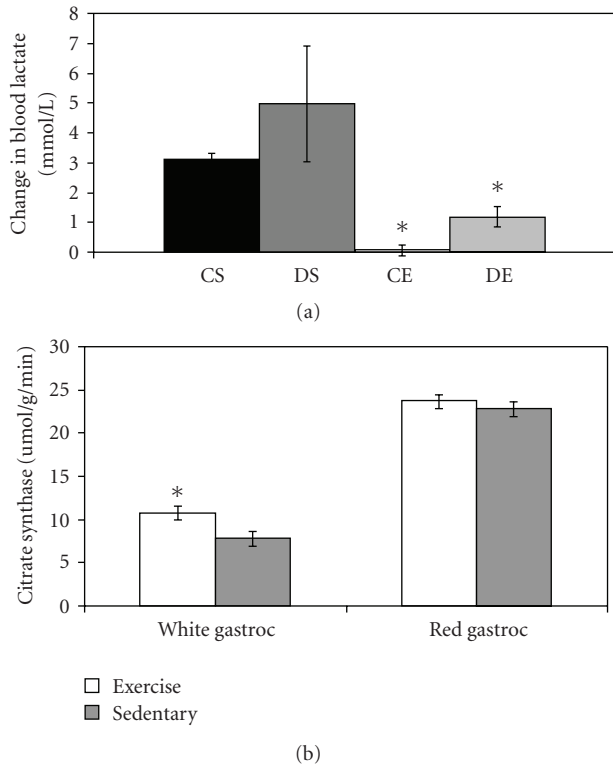 Change in blood lactate
(mmol/L)
8
7
6
5
4
3
2
1
0
*
*
CS DS CE DE
(a)
Citrate synthase (umol/g/min)
30
25
20
15
10
5
0
*
White gastroc Red gastroc
Exercise
Sedentary
(b)